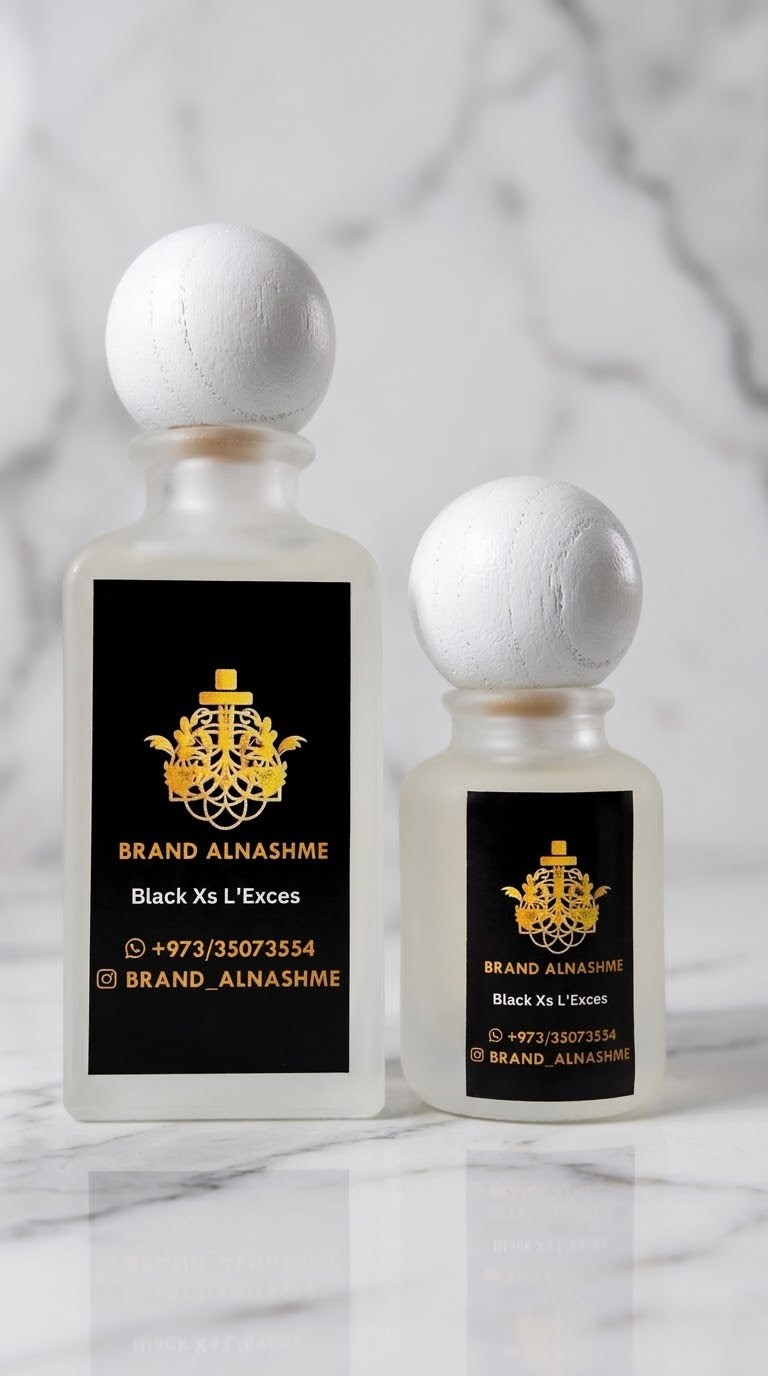 BRAND ALNASHME
Black Xs L'Exces
+973/35073554
BRAND_ALNASHME
BRAND ALNASHME
Black Xs L'Exces
+973/35073554
BRAND_ALNASHME